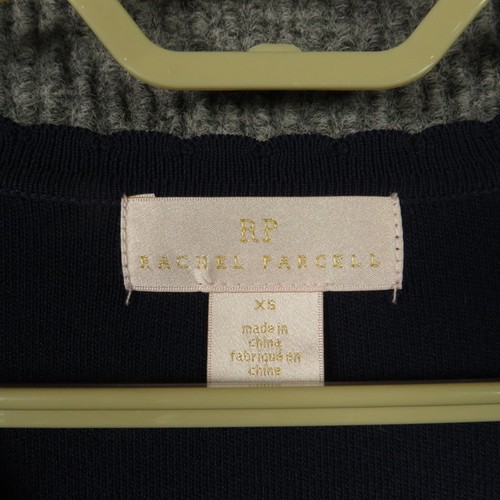 RP
RACHEL PARCELL
XS
made in
china
fabriqué en
chine